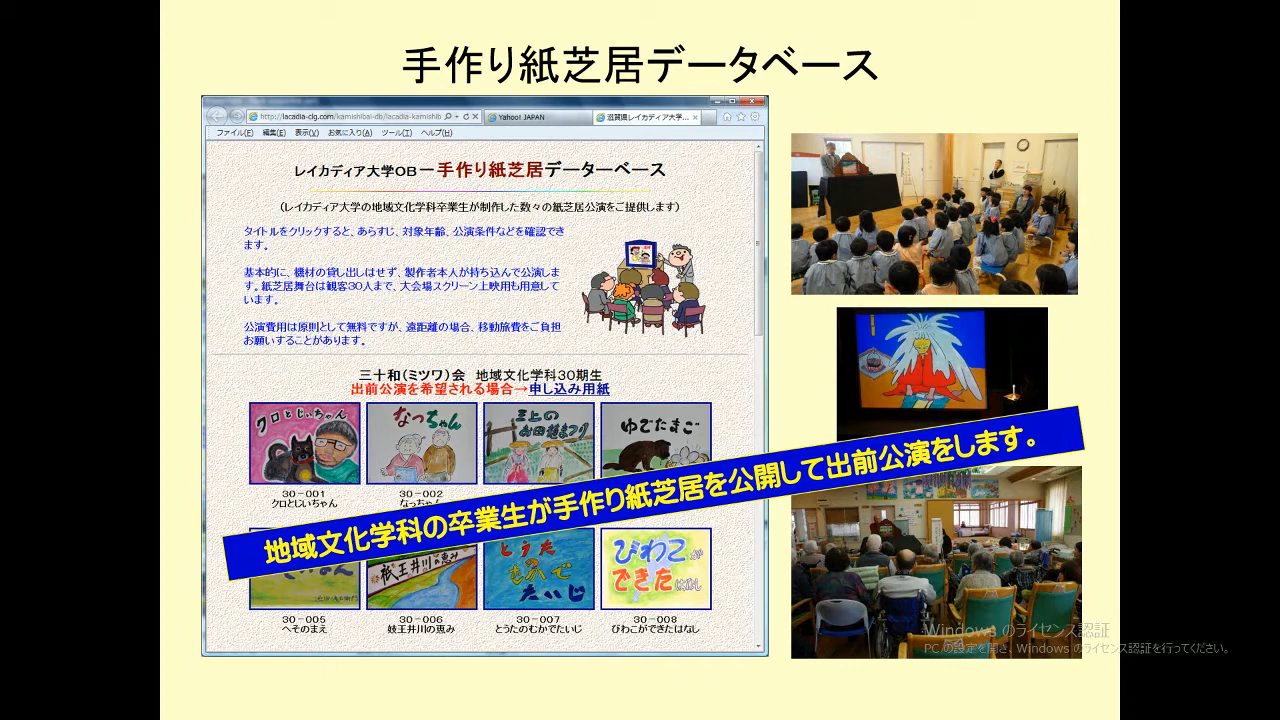 手作り紙芝居データベース
http://lacadia-clg.com/kamishibai-db/lacadia-kamishib
Yahoo! JAPAN
滋賀県レイカディア大学...
ファイル(F) 編集(E) 表示(V) お気に入り(A) ツール(T) ヘルプ(H)
レイカディア大学OBー手作り紙芝居データーベース
(レイカディア大学の地域文化学科卒業生が制作した数々の紙芝居公演をご提供します)
タイトルをクリックすると、あらすじ、対象年齢、公演条件などを確認でき
ます。
基本的に、機材の貸し出しはせず、製作者本人が持ち込んで公演しま
す。紙芝居舞台は観客30人まで、大会場スクリーン上映用も用意して
います。
公演費用は原則として無料ですが、遠距離の場合、移動旅費をご負担
お願いすることがあります。
三十和(ミツワ)会 地域文化学科30期生
出前公演を希望される場合→申し込み用紙
クロとじいちゃん
なっちゃん
三上の
お田植まつり
ゆでたまご
30-001
クロとじいちゃん
30-002
なっちゃん
地域文化学科の卒業生が手作り紙芝居を公開して出前公演をします。
祇王井川の恵み
とうた
の
むかで
たいじ
びわこが
できたはなし
30-005
へそのまえ
30-006
妓王井川の恵み
30-007
とうたのむかでたいじ
30-008
びわこができたはなし
Windows のライセンス認証
PC の設定を開き、Windows のライセンス認証を行ってください。